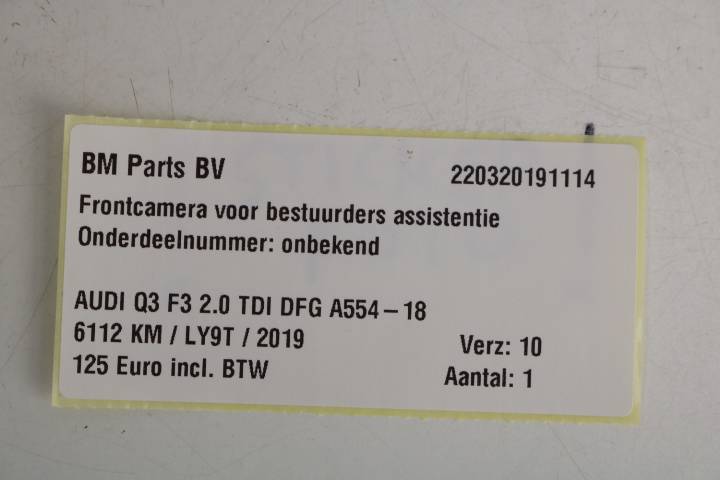 BM Parts BV 220320191114
Frontcamera voor bestuurders assistentie
Onderdeelnummer: onbekend
AUDI Q3 F3 2.0 TDI DFG A554-18
6112 KM / LY9T / 2019 Verz: 10
125 Euro incl. BTW Aantal: 1